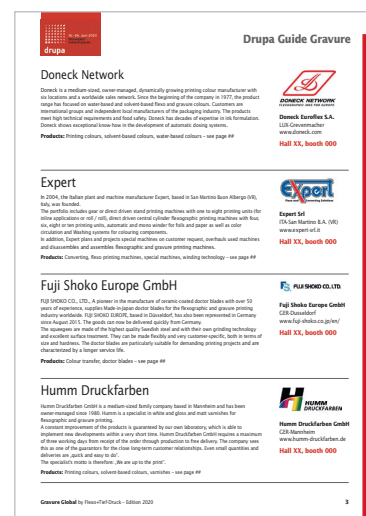 16.–26. juni 2020
drupa
Drupa Guide Gravure
Doneck Network
Doneck is a medium-sized, owner-managed, dynamically growing printing colour manufacturer with
six locations and a worldwide sales network. Since the beginning of the company in 1977, the product
range has focused on water-based and solvent-based flexo and gravure colours. Customers are
international groups and independent local manufacturers of the packaging industry. The products
meet high technical requirements and food safety. Doneck has decades of expertise in ink formulation.
Doneck shows exceptional know-how in the development of automatic dosing systems.
Products: Printing colours, solvent-based colours, water-based colours – see page ##
DONECK NETWORK
Doneck Euroflex S.A.
LUX-Grevenmacher
www.doneck.com
Hall XX, booth 000
Expert
In 2004, the Italian plant and machine manufacturer Expert, based in San Martino Buon Albergo (VR),
Italy, was founded.
The portfolio includes gear or direct driven stand printing machines with one to eight printing units (for
inline applications or roll / roll), direct driven central cylinder flexographic printing machines with four,
six, eight or ten printing units, automatic and mono winder for foils and paper as well as color
circulation and Washing systems for colouring components.
In addition, Expert plans and projects special machines on customer request, overhauls used machines
and disassembles and assembles flexographic and gravure printing machines.
Products: Converting, flexo printing machines, special machines, winding technology – see page ##
Expert
Expert Srl
ITA-San Martino B.A. (VR)
www.expert-srl.it
Hall XX, booth 000
Fuji Shoko Europe GmbH
FUJI SHOKO CO., LTD., A pioneer in the manufacture of ceramic-coated doctor blades with over 50
years of experience, supplies Made-in-Japan doctor blades for the flexographic and gravure printing
industry worldwide. FUJI SHOKO EUROPE, based in Düsseldorf, has also been represented in Germany
since August 2015. The goods can now be delivered quickly from Germany.
The squeegees are made of the highest quality Swedish steel and with their own grinding technology
and excellent surface treatment. They can be made flexibly and very customer-specific, both in terms of
size and hardness. The doctor blades are particularly suitable for demanding printing projects and are
characterized by a longer service life.
Products: Colour transfer, doctor blades – see page ##
FUJI SHOKO CO.,LTD.
Fuji Shoko Europe GmbH
GER-Dusseldorf
www.fuji-shoko.co.jp/en/
Hall XX, booth 000
Humm Druckfarben
Humm Druckfarben GmbH is a medium-sized family company based in Mannheim and has been
owner-managed since 1980. Humm is a specialist in white and gloss and matt varnishes for
flexographic and gravure printing.
A constant improvement of the products is guaranteed by our own laboratory, which is able to
implement new developments within a very short time. Humm Druckfarben GmbH requires a maximum
of three working days from receipt of the order through production to free delivery. The company sees
this as one of the guarantors for the close long-term customer relationships. Even small quantities and
deliveries are „quick and easy to do".
The specialist's motto is therefore: „We are up to the print".
Products: Printing colours, solvent-based colours, varnishes – see page ##
HUMM
DRUCKFARBEN
Humm Druckfarben GmbH
GER-Mannheim
www.humm-druckfarben.de
Hall XX, booth 000
Gravure Global by Flexo+Tief-Druck – Edition 2020
3